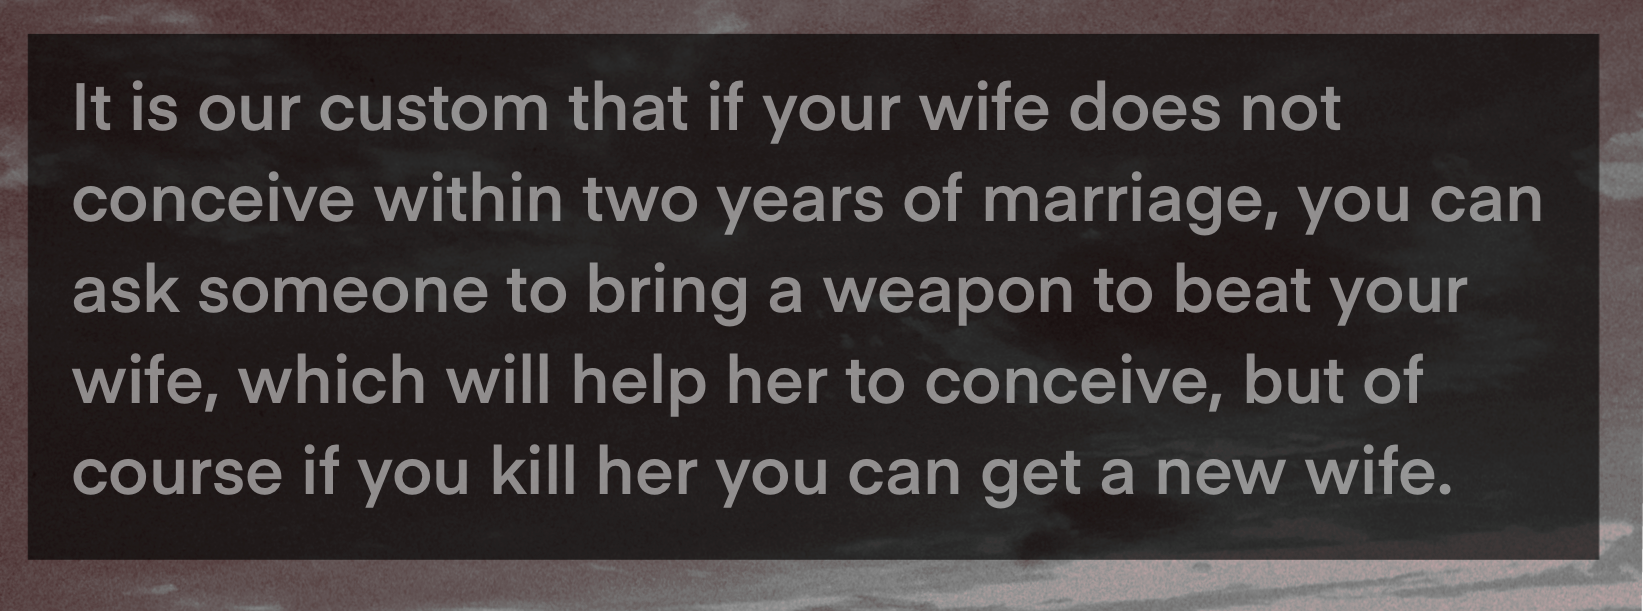 It is our custom that if your wife does not
conceive within two years of marriage, you can
ask someone to bring a weapon to beat your
wife, which will help her to conceive, but of
course if you kill her you can get a new wife.